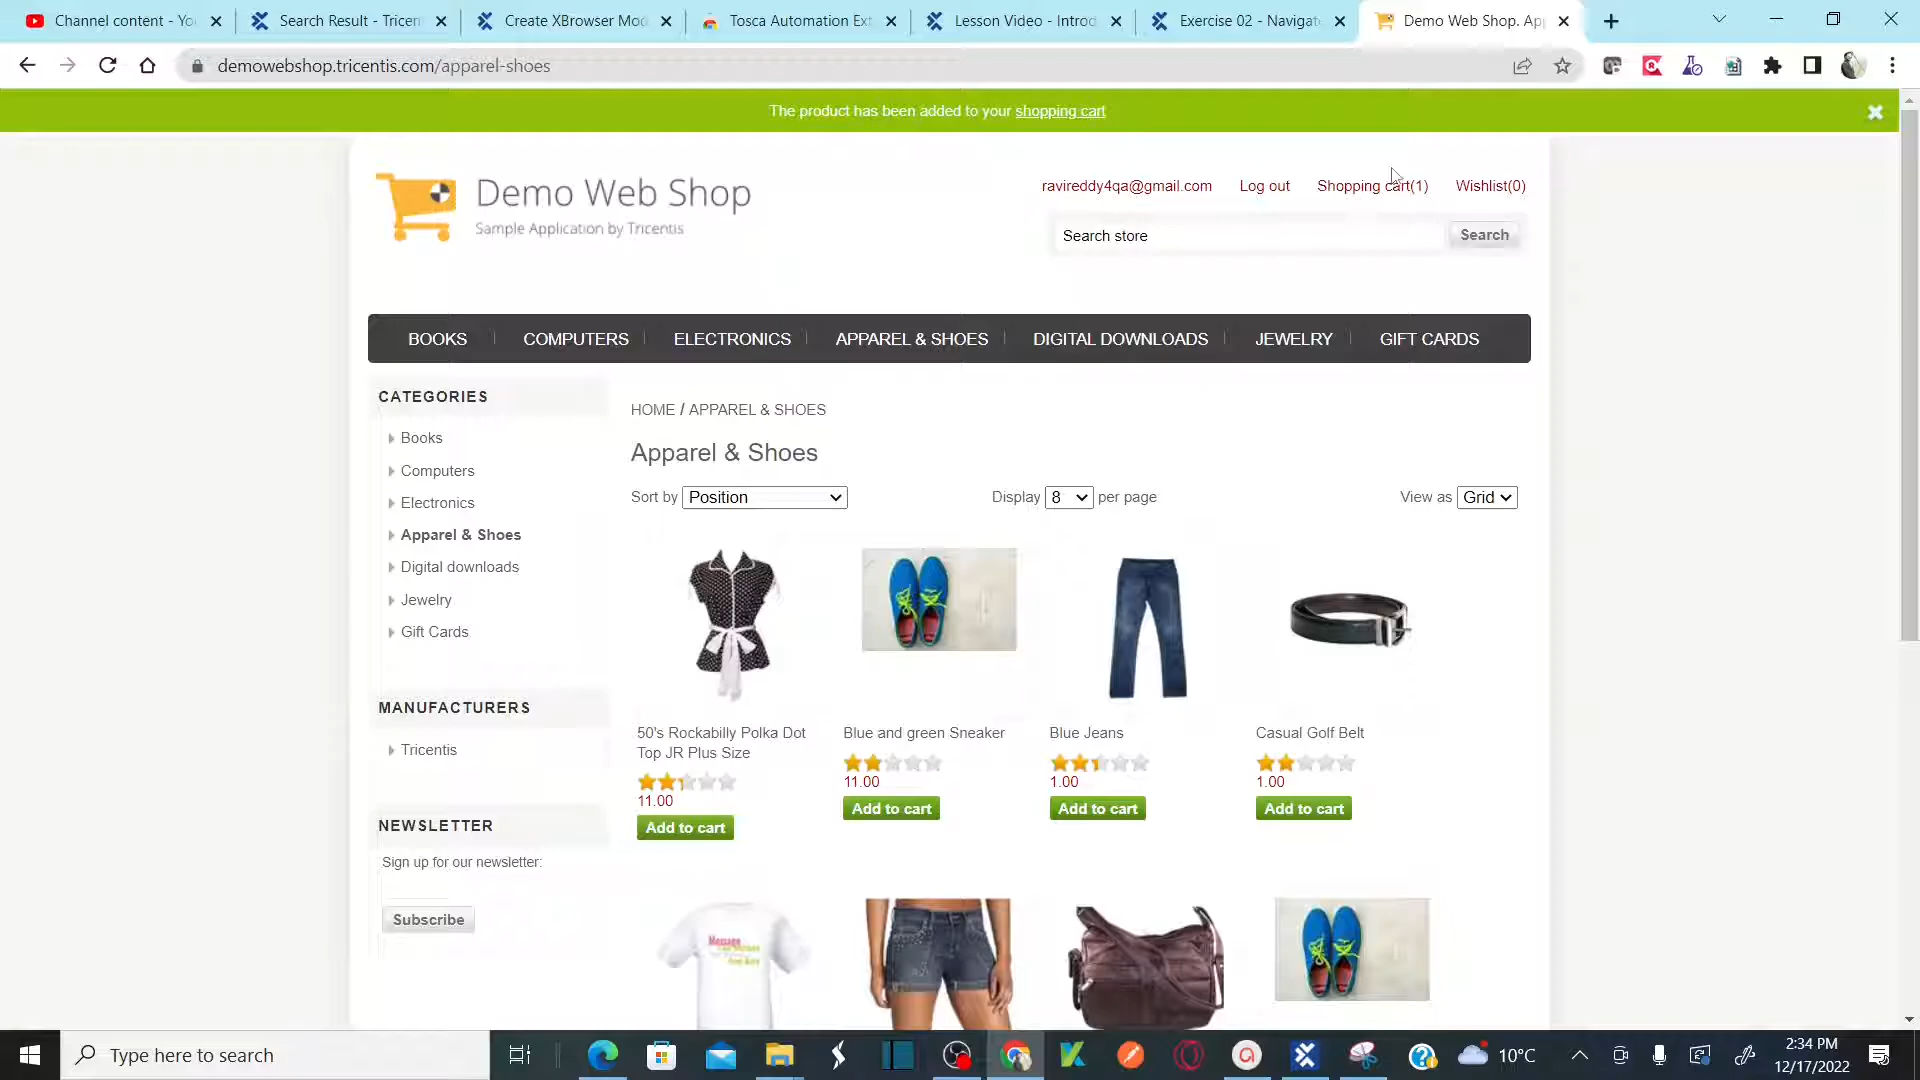 Channel content - Yo
Search Result - Tricen
Create XBrowser Mod
Tosca Automation Ext
Lesson Video - Introd
Exercise 02 - Navigate
Demo Web Shop. App
demowebshop.tricentis.com/apparel-shoes
The product has been added to your shopping cart
Demo Web Shop
Sample Application by Tricentis
ravireddy4qa@gmail.com Log out Shopping cart(1) Wishlist(0)
Search store Search
BOOKS COMPUTERS ELECTRONICS APPAREL & SHOES DIGITAL DOWNLOADS JEWELRY GIFT CARDS
CATEGORIES
Books
Computers
Electronics
Apparel & Shoes
Digital downloads
Jewelry
Gift Cards
MANUFACTURERS
Tricentis
NEWSLETTER
Sign up for our newsletter:
Subscribe
HOME / APPAREL & SHOES
Apparel & Shoes
Sort by Position Display 8 per page View as Grid
50's Rockabilly Polka Dot
Top JR Plus Size
11.00
Add to cart
Blue and green Sneaker
11.00
Add to cart
Blue Jeans
1.00
Add to cart
Casual Golf Belt
1.00
Add to cart
Message
Type here to search
10°C
2:34 PM
12/17/2022